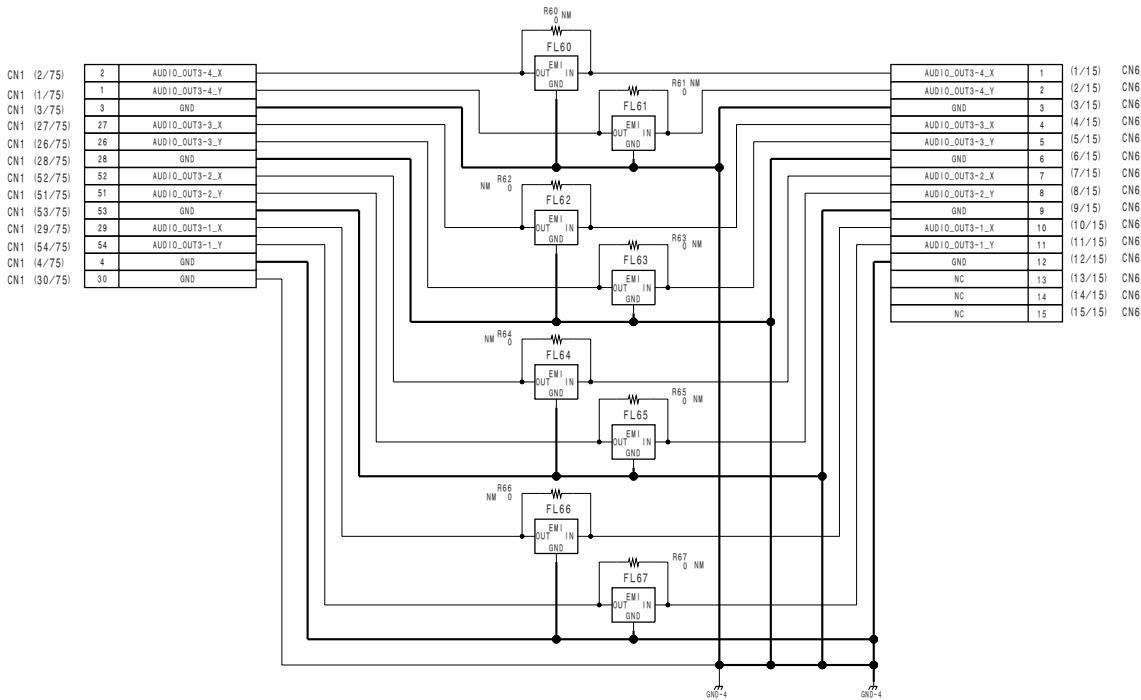 R60 NM
0
FL60
EMI
OUT IN
GND
R61 NM
0
FL61
EMI
OUT IN
GND
R62
NM 0
FL62
EMI
OUT IN
GND
R63
0 NM
FL63
EMI
OUT IN
GND
R64
NM 0
FL64
EMI
OUT IN
GND
R65
0 NM
FL65
EMI
OUT IN
GND
R66
NM 0
FL66
EMI
OUT IN
GND
R67
0 NM
FL67
EMI
OUT IN
GND
CN1 (2/75) 2 AUDIO_OUT3-4_X
CN1 (1/75) 1 AUDIO_OUT3-4_Y
CN1 (3/75) 3 GND
CN1 (27/75) 27 AUDIO_OUT3-3_X
CN1 (26/75) 26 AUDIO_OUT3-3_Y
CN1 (28/75) 28 GND
CN1 (52/75) 52 AUDIO_OUT3-2_X
CN1 (51/75) 51 AUDIO_OUT3-2_Y
CN1 (53/75) 53 GND
CN1 (29/75) 29 AUDIO_OUT3-1_X
CN1 (54/75) 54 AUDIO_OUT3-1_Y
CN1 (4/75) 4 GND
CN1 (30/75) 30 GND
AUDIO_OUT3-4_X 1 (1/15) CN6
AUDIO_OUT3-4_Y 2 (2/15) CN6
GND 3 (3/15) CN6
AUDIO_OUT3-3_X 4 (4/15) CN6
AUDIO_OUT3-3_Y 5 (5/15) CN6
GND 6 (6/15) CN6
AUDIO_OUT3-2_X 7 (7/15) CN6
AUDIO_OUT3-2_Y 8 (8/15) CN6
GND 9 (9/15) CN6
AUDIO_OUT3-1_X 10 (10/15) CN6
AUDIO_OUT3-1_Y 11 (11/15) CN6
GND 12 (12/15) CN6
NC 13 (13/15) CN6
NC 14 (14/15) CN6
NC 15 (15/15) CN6
GND-4
GND-4